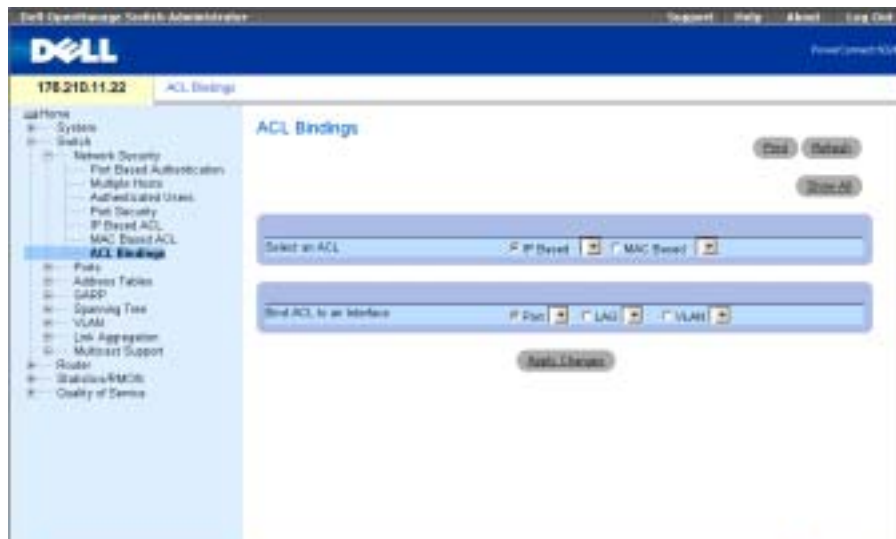 Dell OpenManage Switch Administrator
Support Help About Log Out
DELL
PowerConnect
178.210.11.22
ACL Bindings
Home
System
Switch
Network Security
Port Based Authentication
Multiple Hosts
Authenticated Users
Port Security
IP Based ACL
MAC Based ACL
ACL Bindings
Ports
Address Tables
GARP
Spanning Tree
VLAN
Link Aggregation
Multicast Support
Router
Statistics/RMON
Quality of Service
ACL Bindings
Print Refresh
Show All
Select an ACL
IP Based MAC Based
Bind ACL to an Interface
Port LAG VLAN
Apply Changes